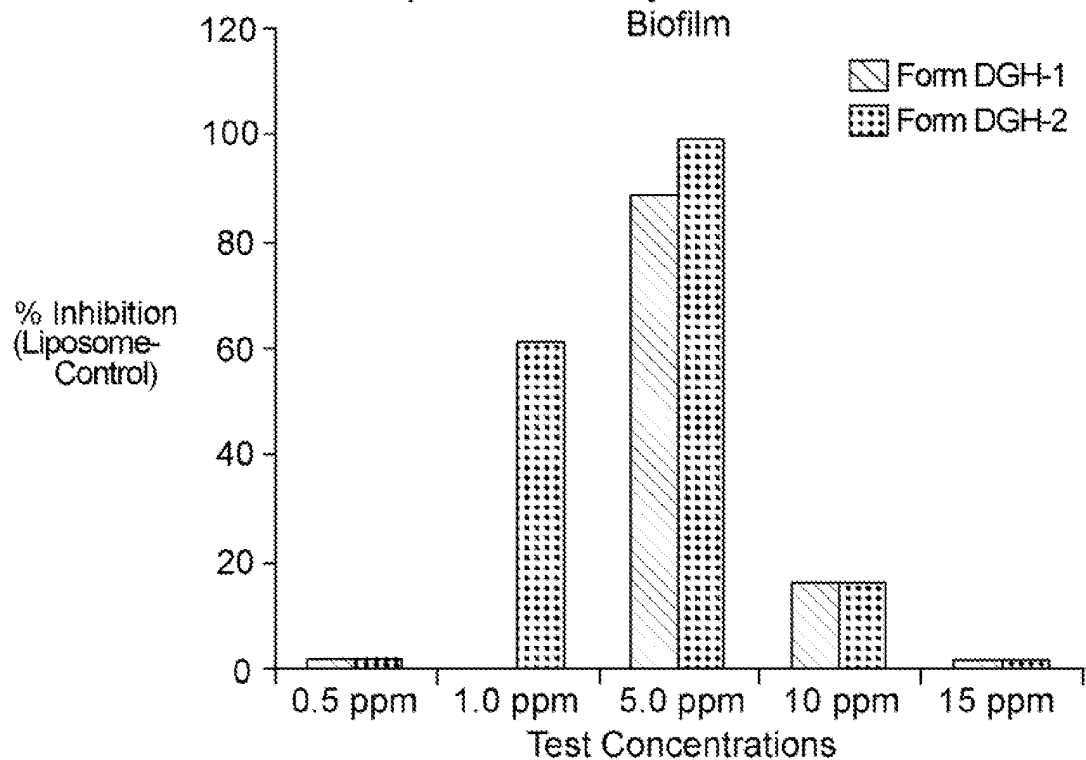 Biofilm
120
100
80
60
40
20
0
% Inhibition
(Liposome-
Control)
Form DGH-1
Form DGH-2
0.5 ppm 1.0 ppm 5.0 ppm 10 ppm 15 ppm
Test Concentrations